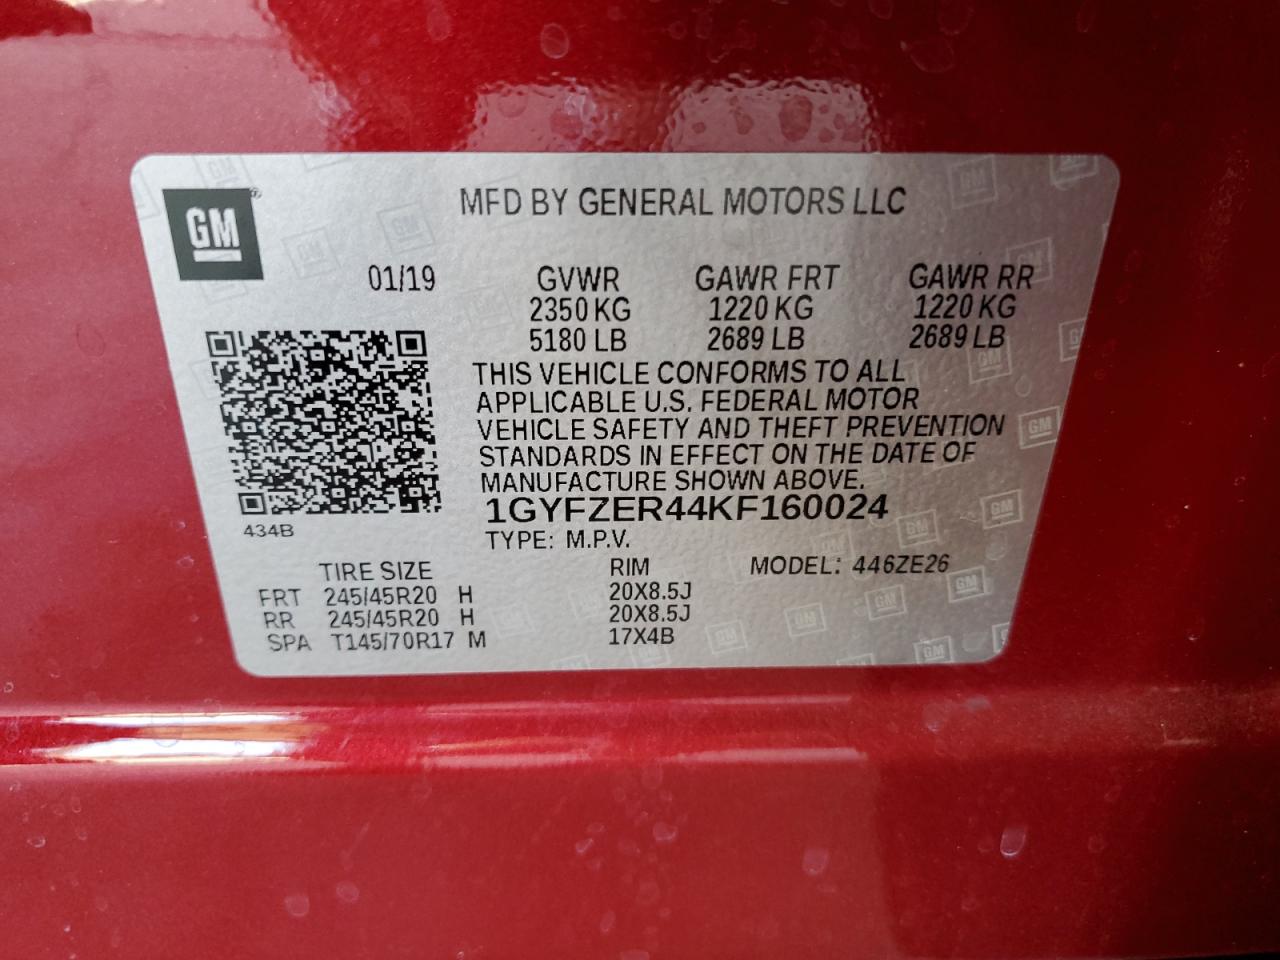 GM
MFD BY GENERAL MOTORS LLC
01/19 GVWR GAWR FRT GAWR RR
2350 KG 1220 KG 1220 KG
5180 LB 2689 LB 2689 LB
THIS VEHICLE CONFORMS TO ALL
APPLICABLE U.S. FEDERAL MOTOR
VEHICLE SAFETY AND THEFT PREVENTION
STANDARDS IN EFFECT ON THE DATE OF
MANUFACTURE SHOWN ABOVE.
1GYFZER44KF160024
434B
TYPE: M.P.V.
TIRE SIZE RIM MODEL: 446ZE26
FRT 245/45R20 H 20X8.5J
RR 245/45R20 H 20X8.5J
SPA T145/70R17 M 17X4B